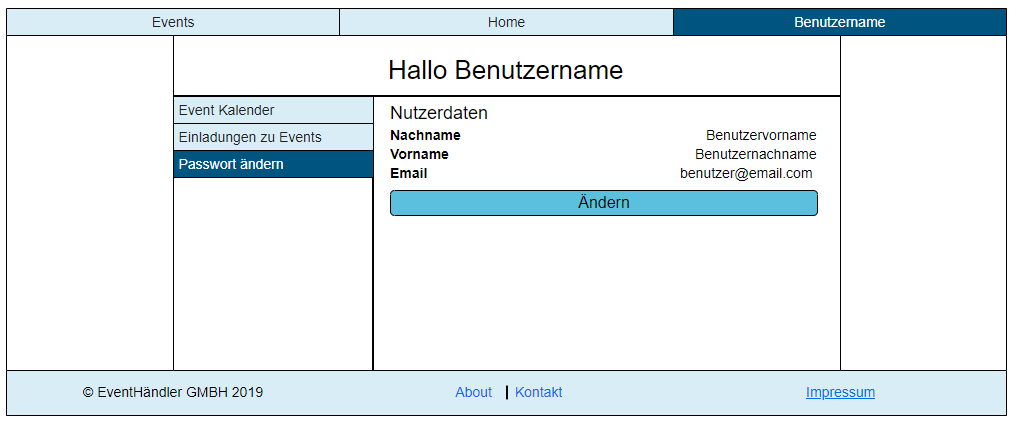 Events Home Benutzername
Hallo Benutzername
Event Kalender
Einladungen zu Events
Passwort ändern
Nutzerdaten
Nachname Benutzervorname
Vorname Benutzernachname
Email benutzer@email.com
Ändern
© EventHändler GMBH 2019 About | Kontakt Impressum